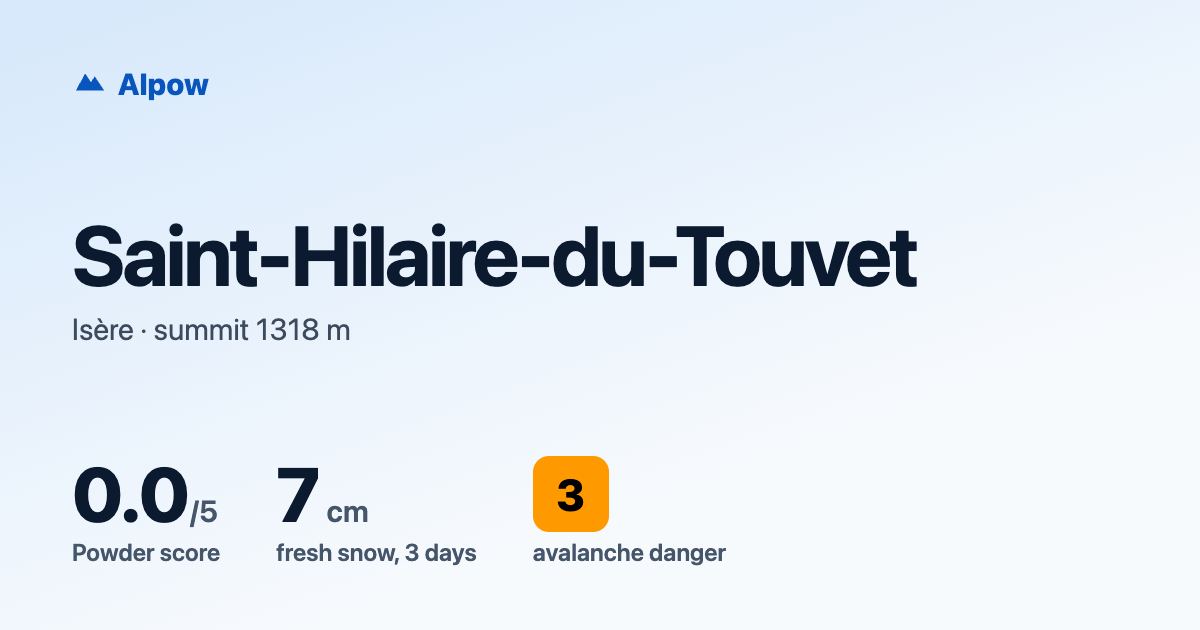 Alpow
Saint-Hilaire-du-Touvet
Isère · summit 1318 m
0.0/5
Powder score
7 cm
fresh snow, 3 days
3
avalanche danger